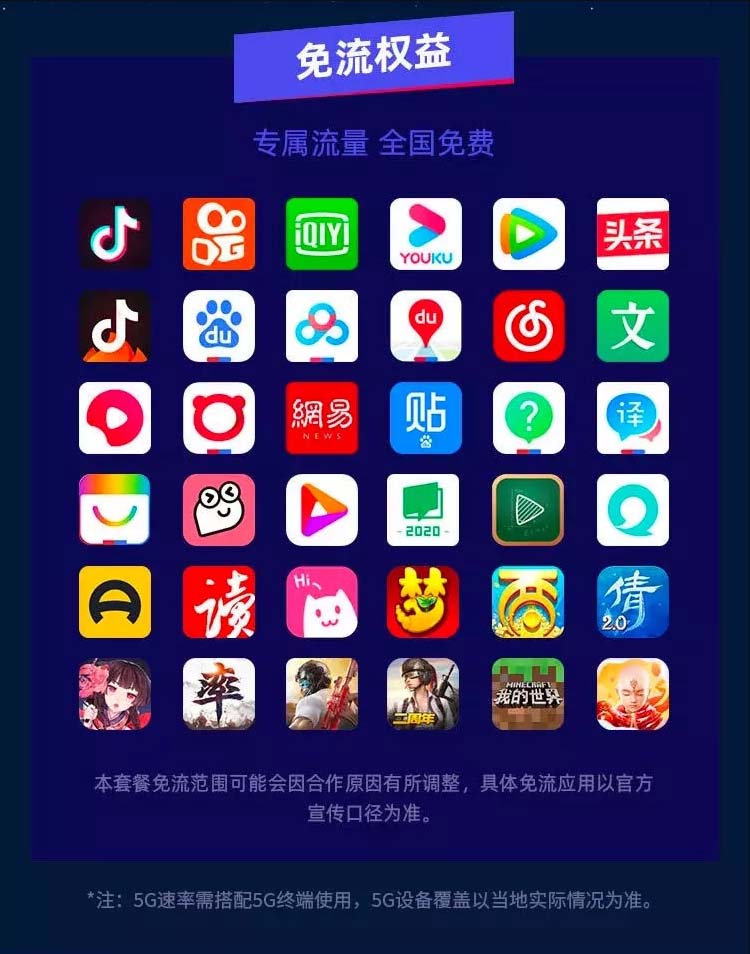 免流权益
专属流量 全国免费
iQIYI
YOUKU
头条
du
du
文
網易
NEWS
贴
?
译
-2020-
读
Hi
梦
西
倩
2.0
率
二周年
MINECRAFT
我的世界
本套餐免流范围可能会因合作原因有所调整，具体免流应用以官方
宣传口径为准。
*注：5G速率需搭配5G终端使用，5G设备覆盖以当地实际情况为准。